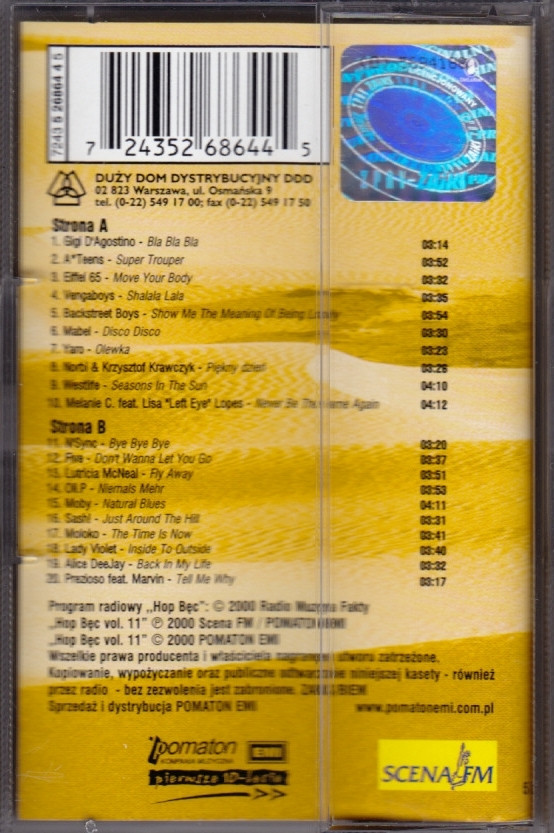 7243 5 26864 4 5
7 24352 68644 5
DUŻY DOM DYSTRYBUCYJNY DDD
02 823 Warszawa, ul. Osmańska 9
tel. (0-22) 549 17 00; fax (0-22) 549 17 50
Strona A
1. Gigi D'Agostino - Bla Bla Bla 03:14
2. A*Teens - Super Trouper 03:52
3. Eiffel 65 - Move Your Body 03:32
4. Vengaboys - Shalala Lala 03:35
5. Backstreet Boys - Show Me The Meaning Of Being Lonely 03:54
6. Mabel - Disco Disco 03:30
7. Yaro - Olewka 03:23
8. Norbi & Krzysztof Krawczyk - Piękny dzień 03:26
9. Westlife - Seasons In The Sun 04:10
10. Melanie C. feat. Lisa "Left Eye" Lopes - Never Be The Same Again 04:12
Strona B
11. N'Sync - Bye Bye Bye 03:20
12. Five - Don't Wanna Let You Go 03:37
13. Lutricia McNeal - Fly Away 03:51
14. Oli.P - Niemals Mehr 03:53
15. Moby - Natural Blues 04:11
16. Sash! - Just Around The Hill 03:31
17. Moloko - The Time Is Now 03:41
18. Lady Violet - Inside To Outside 03:40
19. Alice DeeJay - Back In My Life 03:32
20. Prezioso feat. Marvin - Tell Me Why 03:17
Program radiowy „Hop Bęc": © 2000 Radio Muzyka Fakty
„Hop Bęc vol. 11" ℗ 2000 Scena FM / POMATON EMI
„Hop Bęc vol. 11" © 2000 POMATON EMI
Wszelkie prawa producenta i właściciela nagranego utworu zatrzeżone.
Kopiowanie, wypożyczanie oraz publiczne odtwarzanie niniejszej kasety - również
przez radio - bez zezwolenia jest zabronione. ZAIKS/BIEM
Sprzedaż i dystrybucja POMATON EMI www.pomatonemi.com.pl
pomaton EMI
KOMPANIA MUZYCZNA
pierwsze 10-lecie
>>
SCENA FM